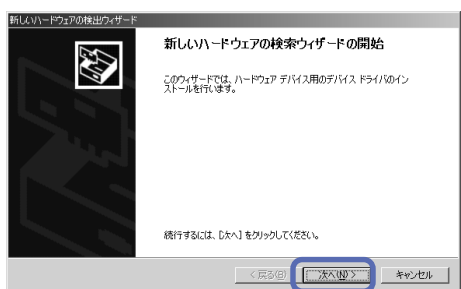 新しいハードウェアの検出ウィザード
新しいハードウェアの検索ウィザードの開始
このウィザードでは、ハードウェア デバイス用のデバイス ドライバのイン
ストールを行います。
続行するには、[次へ] をクリックしてください。
< 戻る(B)
次へ(N) >
キャンセル